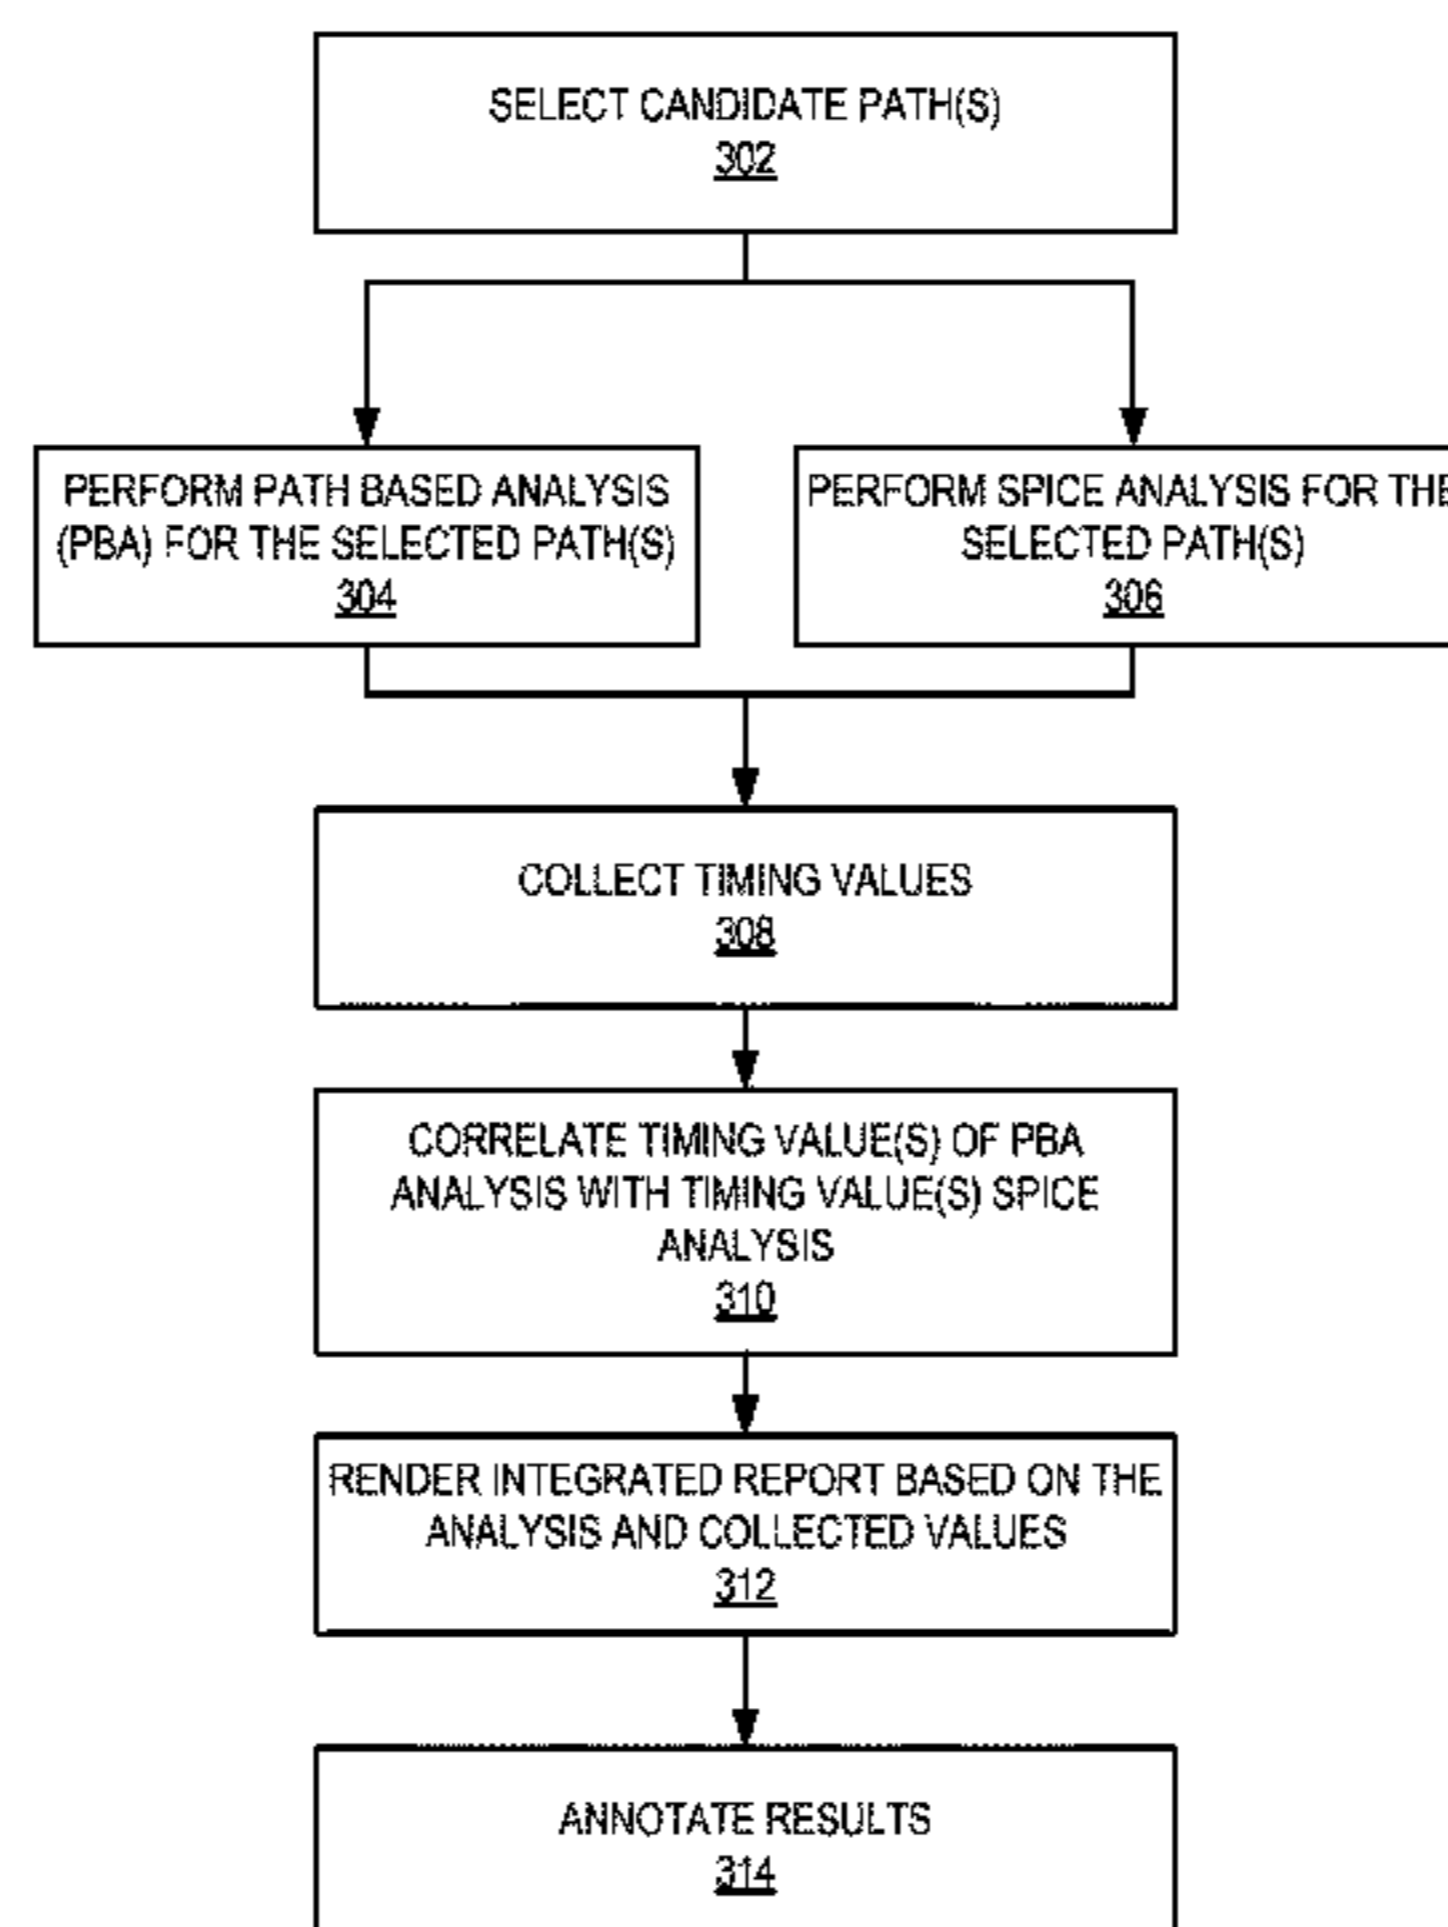 SELECT CANDIDATE PATH(S)
302
PERFORM PATH BASED ANALYSIS
(PBA) FOR THE SELECTED PATH(S)
304
PERFORM SPICE ANALYSIS FOR THE
SELECTED PATH(S)
306
COLLECT TIMING VALUES
308
CORRELATE TIMING VALUE(S) OF PBA
ANALYSIS WITH TIMING VALUE(S) SPICE
ANALYSIS
310
RENDER INTEGRATED REPORT BASED ON THE
ANALYSIS AND COLLECTED VALUES
312
ANNOTATE RESULTS
314